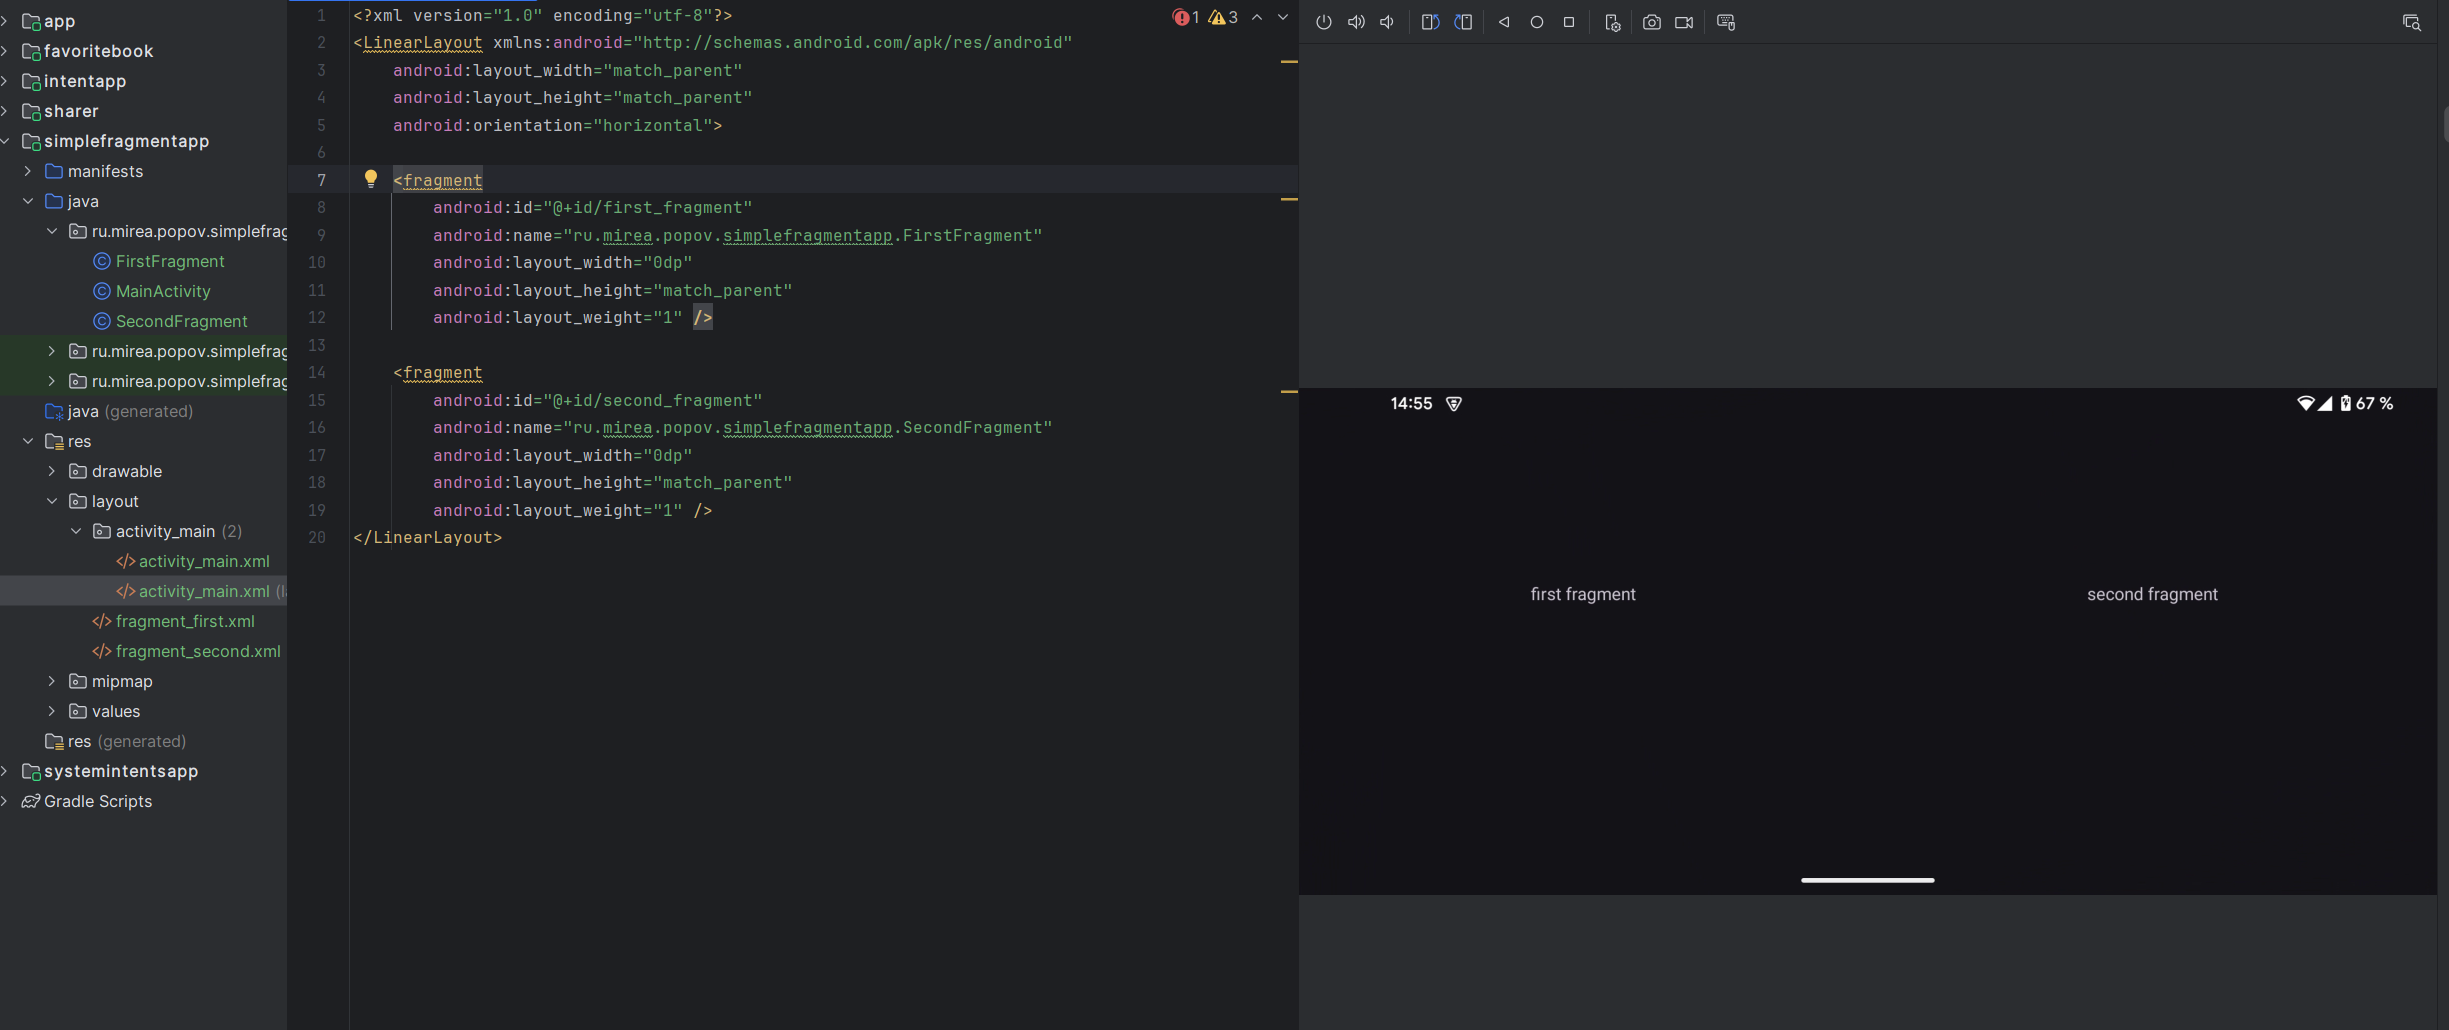 app
favoritebook
intentapp
sharer
simplefragmentapp
manifests
java
ru.mirea.popov.simplefrag
FirstFragment
MainActivity
SecondFragment
ru.mirea.popov.simplefrag
ru.mirea.popov.simplefrag
java (generated)
res
drawable
layout
activity_main (2)
activity_main.xml
activity_main.xml (l
fragment_first.xml
fragment_second.xml
mipmap
values
res (generated)
systemintentsapp
Gradle Scripts
1 <?xml version="1.0" encoding="utf-8"?>
2 <LinearLayout xmlns:android="http://schemas.android.com/apk/res/android"
3 android:layout_width="match_parent"
4 android:layout_height="match_parent"
5 android:orientation="horizontal">
6
7 <fragment
8 android:id="@+id/first_fragment"
9 android:name="ru.mirea.popov.simplefragmentapp.FirstFragment"
10 android:layout_width="0dp"
11 android:layout_height="match_parent"
12 android:layout_weight="1" />
13
14 <fragment
15 android:id="@+id/second_fragment"
16 android:name="ru.mirea.popov.simplefragmentapp.SecondFragment"
17 android:layout_width="0dp"
18 android:layout_height="match_parent"
19 android:layout_weight="1" />
20 </LinearLayout>
1 3
14:55
67 %
first fragment
second fragment